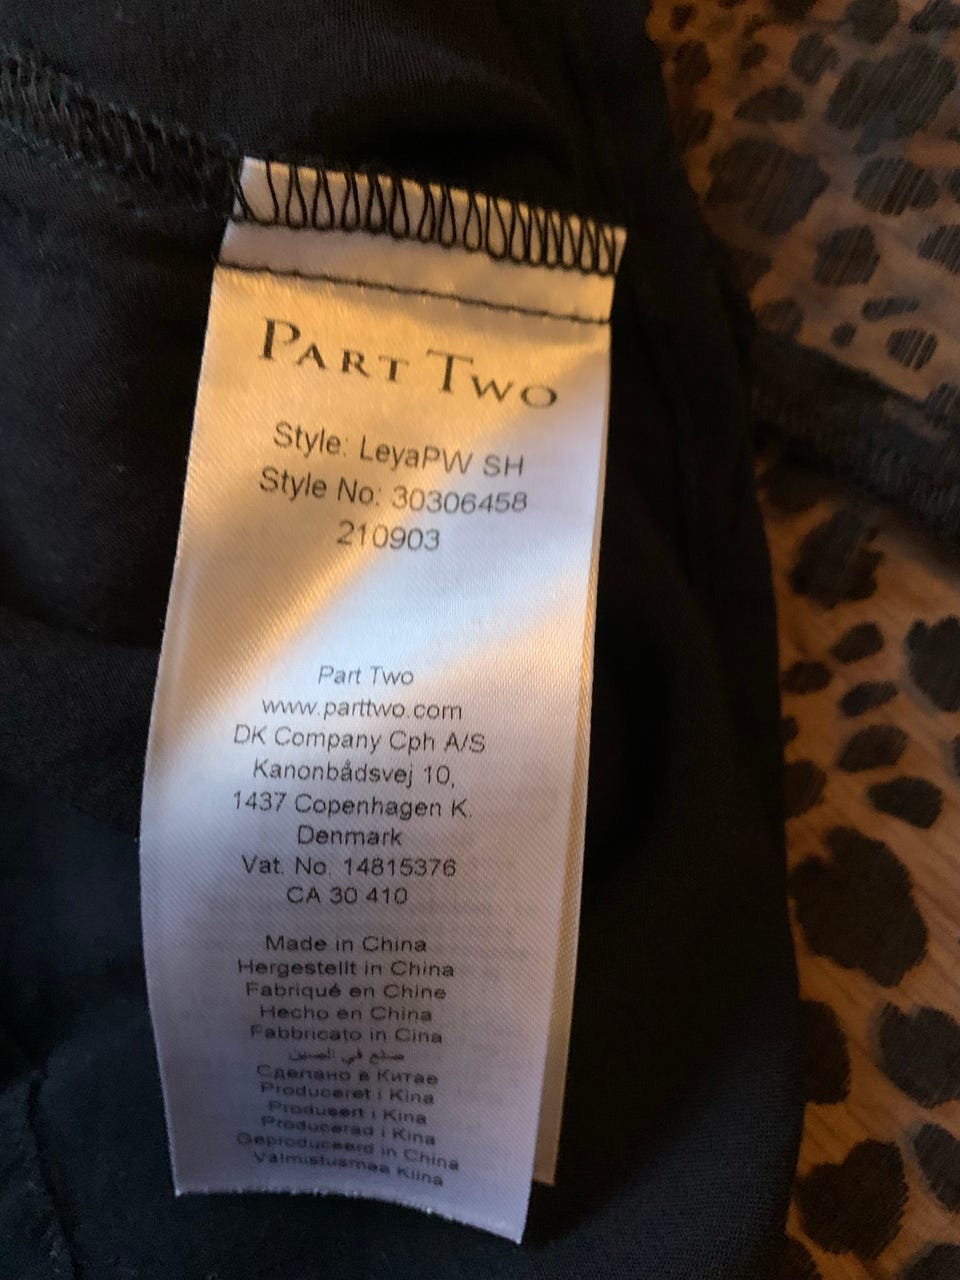 PART TWO
Style: LeyaPW SH
Style No: 30306458
210903
Part Two
www.parttwo.com
DK Company Cph A/S
Kanonbådsvej 10,
1437 Copenhagen K.
Denmark
Vat. No. 14815376
CA 30 410
Made in China
Hergestellt in China
Fabriqué en Chine
Hecho en China
Fabbricato in Cina
صنع في الصين
Сделано в Китае
Produceret i Kina
Produsert i Kina
Producerad i Kina
Geproduceerd in China
Valmistusmaa Kiina